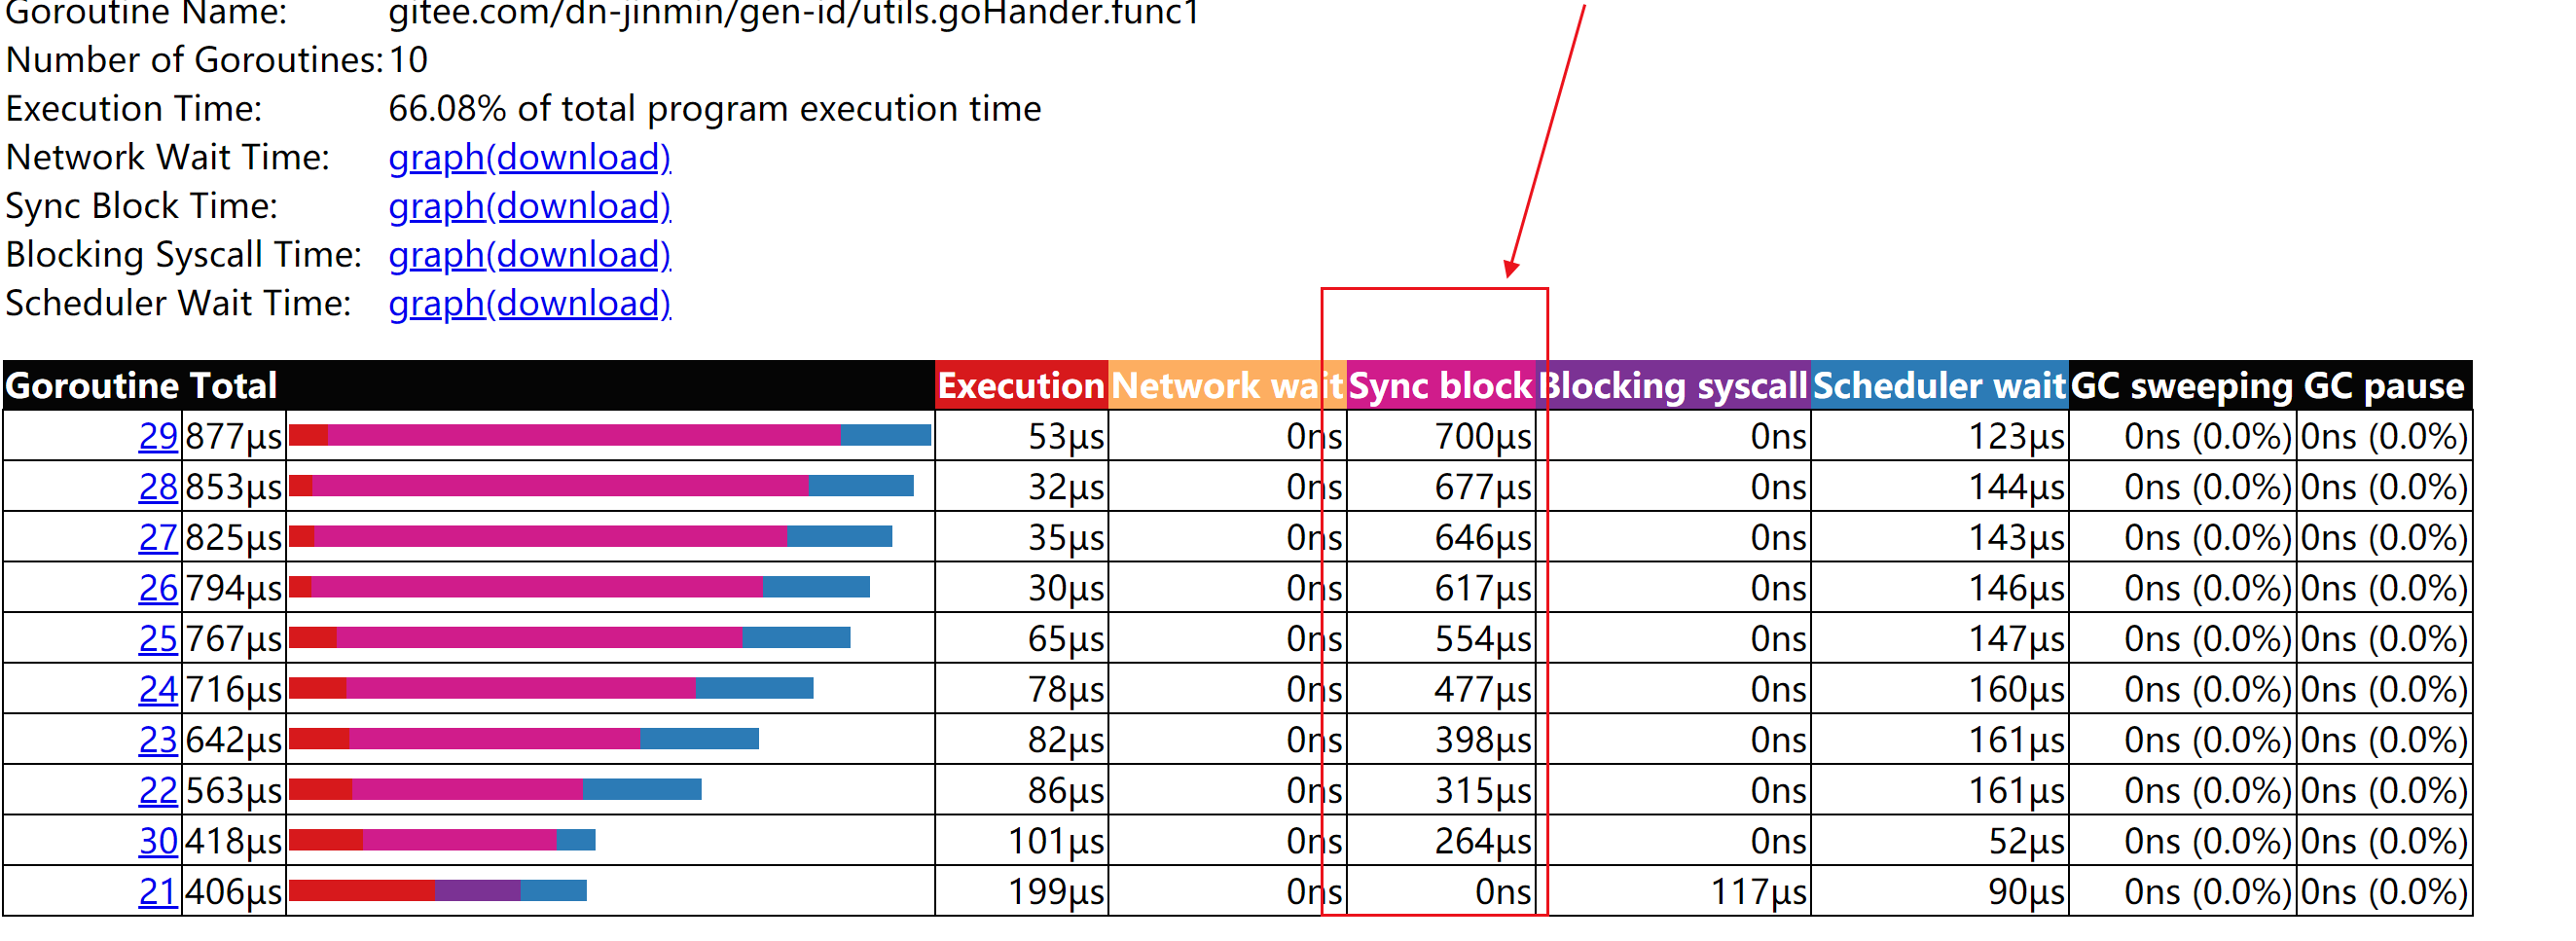 Goroutine Name: gitee.com/dn-jinmin/gen-id/utils.goHander.func1
Number of Goroutines: 10
Execution Time: 66.08% of total program execution time
Network Wait Time: graph(download)
Sync Block Time: graph(download)
Blocking Syscall Time: graph(download)
Scheduler Wait Time: graph(download)
Goroutine Total Execution Network wait Sync block Blocking syscall Scheduler wait GC sweeping GC pause
29 877µs 53µs 0ns 700µs 0ns 123µs 0ns (0.0%) 0ns (0.0%)
28 853µs 32µs 0ns 677µs 0ns 144µs 0ns (0.0%) 0ns (0.0%)
27 825µs 35µs 0ns 646µs 0ns 143µs 0ns (0.0%) 0ns (0.0%)
26 794µs 30µs 0ns 617µs 0ns 146µs 0ns (0.0%) 0ns (0.0%)
25 767µs 65µs 0ns 554µs 0ns 147µs 0ns (0.0%) 0ns (0.0%)
24 716µs 78µs 0ns 477µs 0ns 160µs 0ns (0.0%) 0ns (0.0%)
23 642µs 82µs 0ns 398µs 0ns 161µs 0ns (0.0%) 0ns (0.0%)
22 563µs 86µs 0ns 315µs 0ns 161µs 0ns (0.0%) 0ns (0.0%)
30 418µs 101µs 0ns 264µs 0ns 52µs 0ns (0.0%) 0ns (0.0%)
21 406µs 199µs 0ns 0ns 117µs 90µs 0ns (0.0%) 0ns (0.0%)